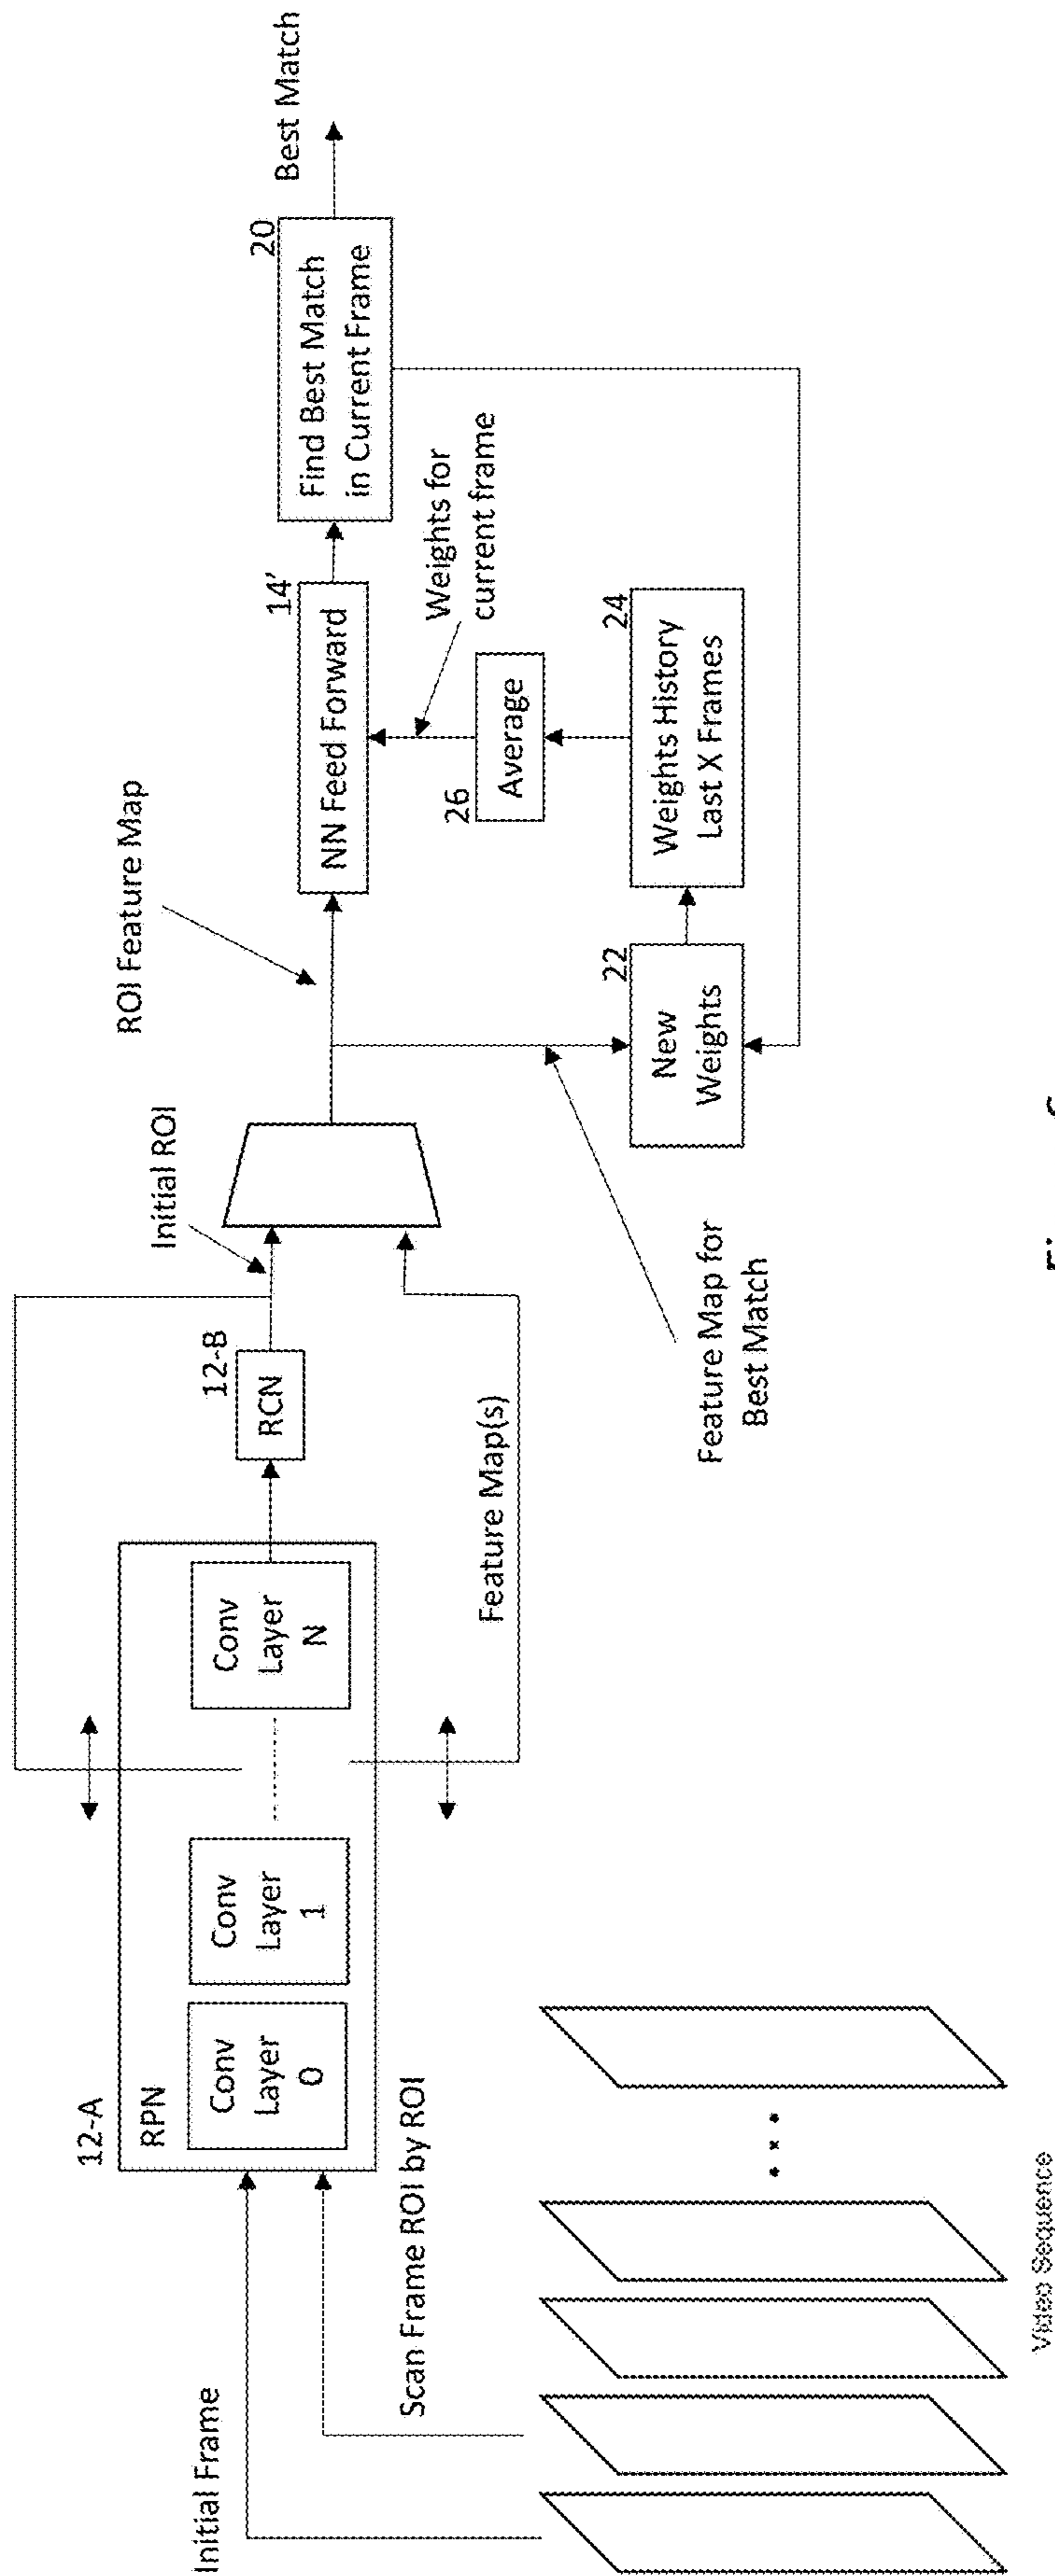 Initial Frame
Scan Frame ROI by ROI
Video Sequence
12-A
RPN
Conv
Layer
0
Conv
Layer
1
Conv
Layer
N
12-B
RCN
Feature Map(s)
Initial ROI
ROI Feature Map
Feature Map for
Best Match
14'
NN Feed Forward
22
New
Weights
24
Weights History
Last X Frames
26
Average
Weights for
current frame
20
Find Best Match
in Current Frame
Best Match